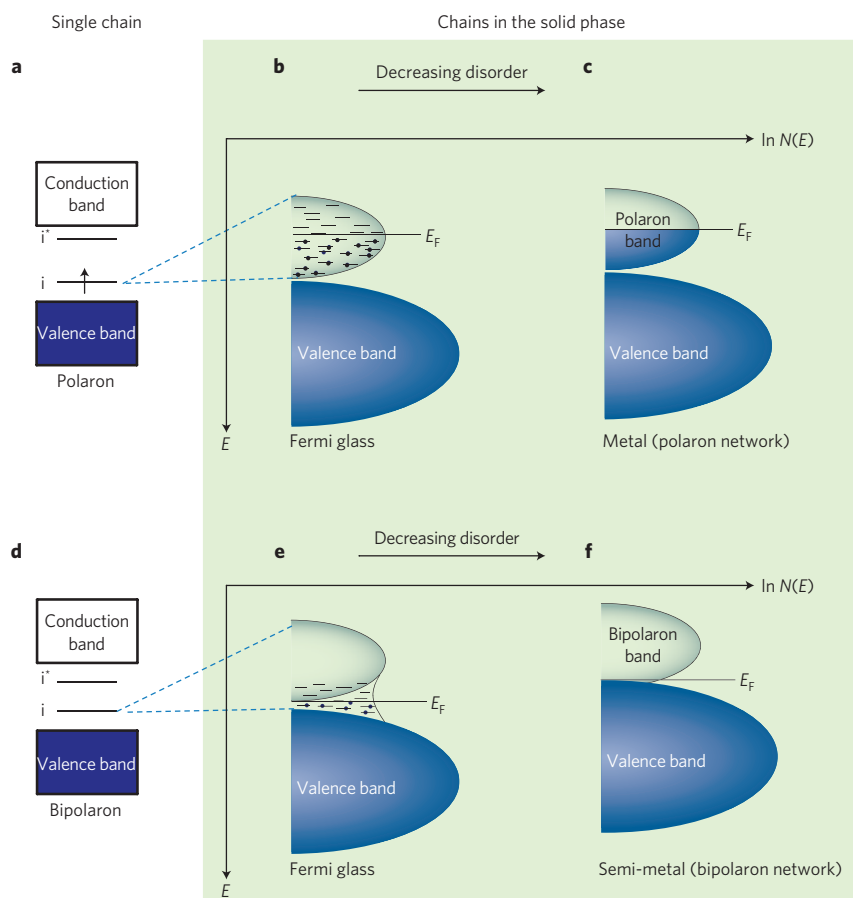 Single chain
Chains in the solid phase
a
b
c
Decreasing disorder
ln N(E)
Conduction
band
i*
i
Valence band
Polaron
E_F
Valence band
E
Fermi glass
Polaron
band
E_F
Valence band
Metal (polaron network)
d
e
f
Decreasing disorder
ln N(E)
Conduction
band
i*
i
Valence band
Bipolaron
E_F
Valence band
E
Fermi glass
Bipolaron
band
E_F
Valence band
Semi-metal (bipolaron network)